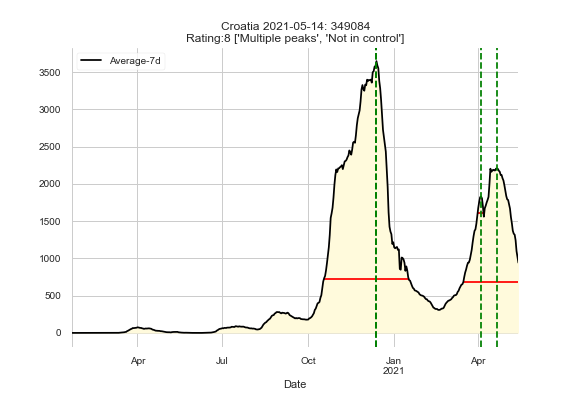 Croatia 2021-05-14: 349084
Rating:8 ['Multiple peaks', 'Not in control']
Average-7d
3500
3000
2500
2000
1500
1000
500
0
Apr
Jul
Oct
Jan
2021
Apr
Date